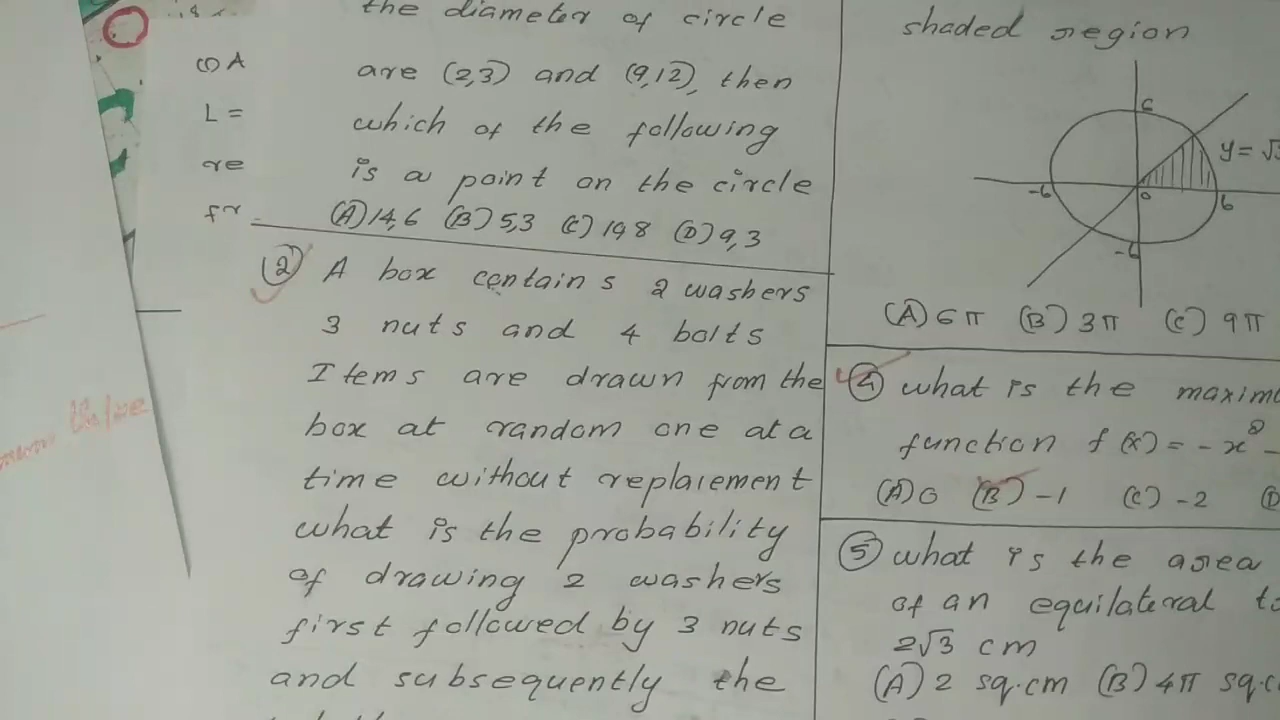 the diameter of circle
are (2,3) and (9,12), then
which of the following
is a point on the circle
(A) 14,6 (B) 5,3 (C) 19,8 (D) 9,3
(2) A box contains 2 washers
3 nuts and 4 bolts
Items are drawn from the
box at random one at a
time without replacement
what is the probability
of drawing 2 washers
first followed by 3 nuts
and subsequently the
shaded region
6
y = √3
-6
0
6
-6
(A) 6π (B) 3π (C) 9π
(4) what is the
function f(x) = -x²
(A) 0 (B) -1 (C) -2
(5) what is the area
of an equilateral
2√3 cm
(A) 2 sq.cm (B) 4π sq.c
(1) A
L =
re
fr
Value